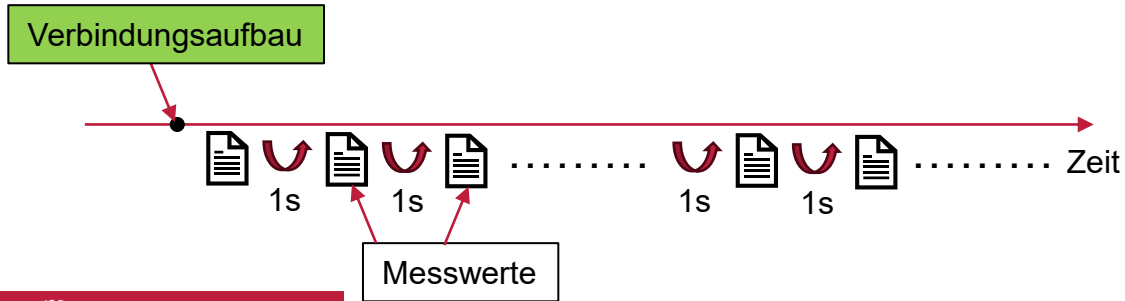 Verbindungsaufbau
......... ......... Zeit
1s 1s 1s 1s
Messwerte